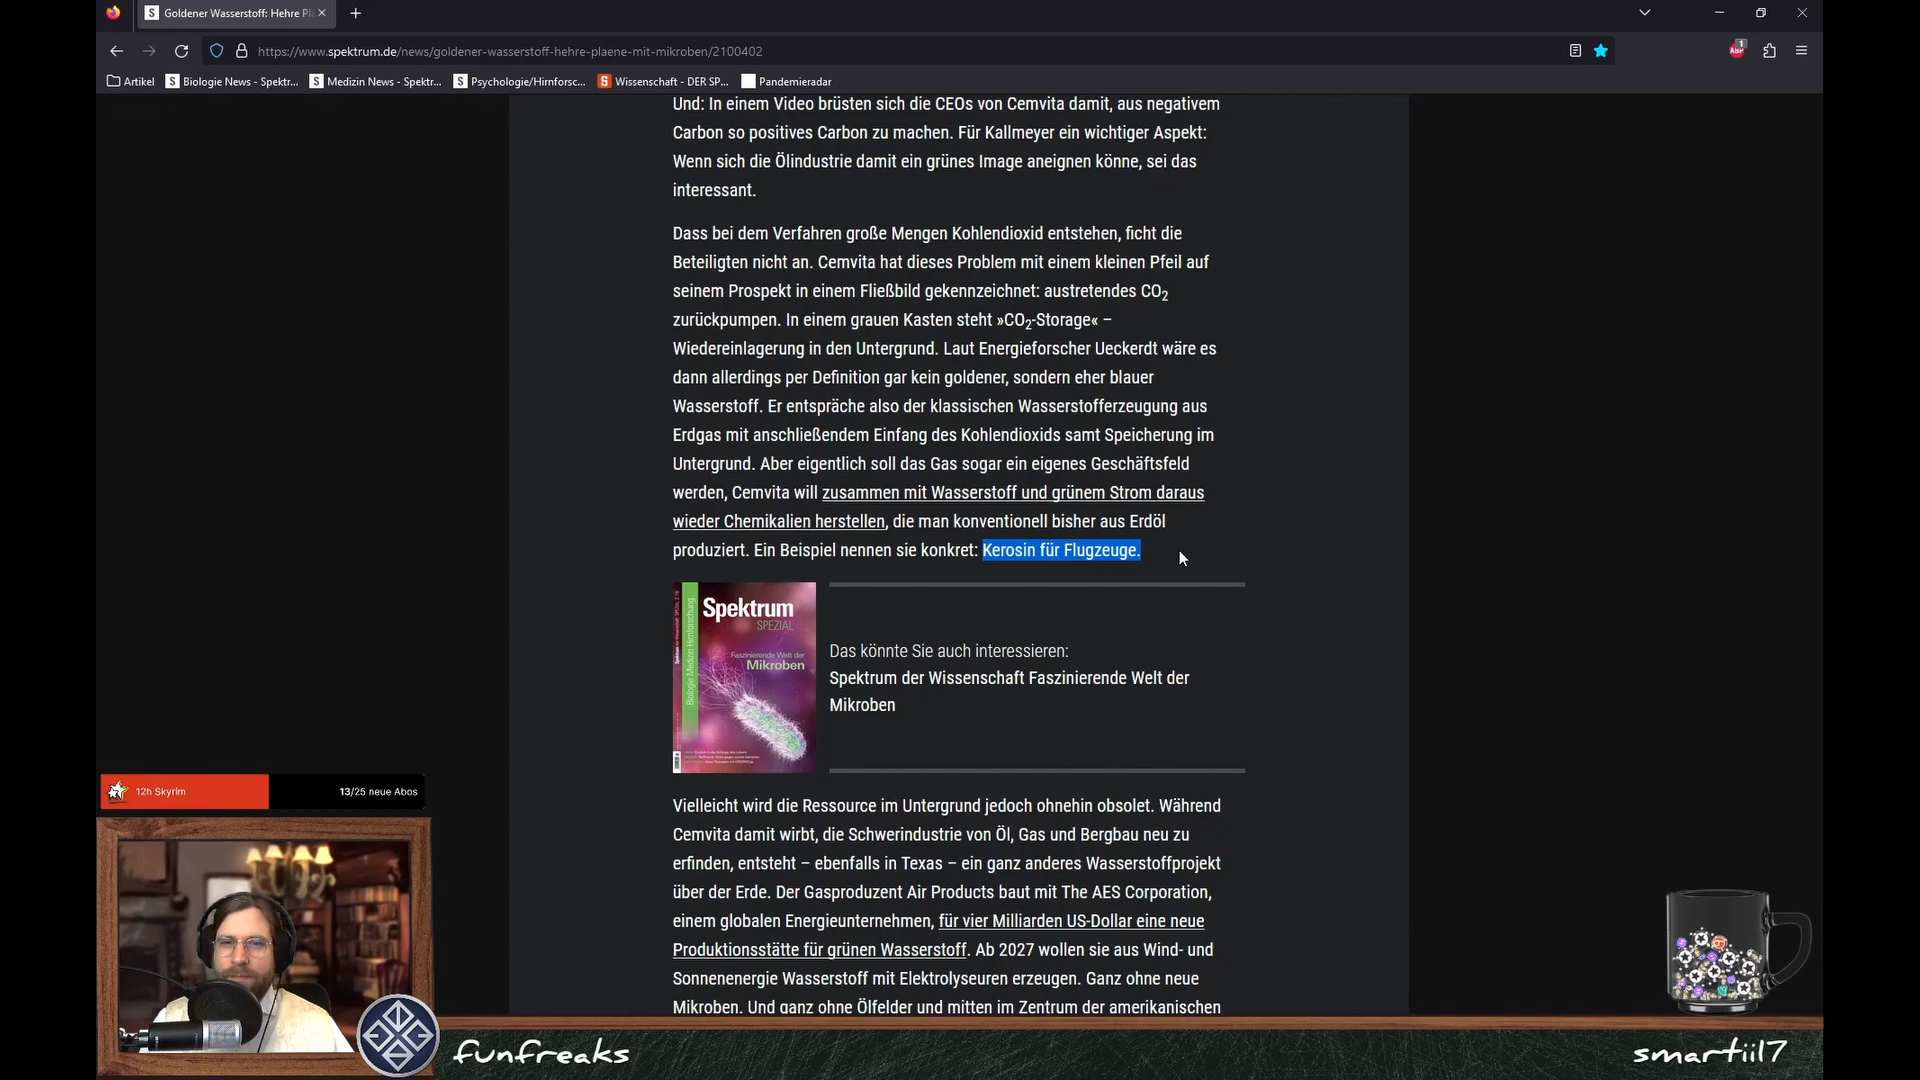 Goldener Wasserstoff: Hehre Pl
https://www.spektrum.de/news/goldener-wasserstoff-hehre-plaene-mit-mikroben/2100402
ABP 1
Artikel
Biologie News - Spektr...
Medizin News - Spektr...
Psychologie/Hirnforsc...
Wissenschaft - DER SP...
Pandemieradar
Und: In einem Video brüsten sich die CEOs von Cemvita damit, aus negativem
Carbon so positives Carbon zu machen. Für Kallmeyer ein wichtiger Aspekt:
Wenn sich die Ölindustrie damit ein grünes Image aneignen könne, sei das
interessant.
Dass bei dem Verfahren große Mengen Kohlendioxid entstehen, ficht die
Beteiligten nicht an. Cemvita hat dieses Problem mit einem kleinen Pfeil auf
seinem Prospekt in einem Fließbild gekennzeichnet: austretendes CO2
zurückpumpen. In einem grauen Kasten steht »CO2-Storage« –
Wiedereinlagerung in den Untergrund. Laut Energieforscher Ueckerdt wäre es
dann allerdings per Definition gar kein goldener, sondern eher blauer
Wasserstoff. Er entspräche also der klassischen Wasserstofferzeugung aus
Erdgas mit anschließendem Einfang des Kohlendioxids samt Speicherung im
Untergrund. Aber eigentlich soll das Gas sogar ein eigenes Geschäftsfeld
werden, Cemvita will zusammen mit Wasserstoff und grünem Strom daraus
wieder Chemikalien herstellen, die man konventionell bisher aus Erdöl
produziert. Ein Beispiel nennen sie konkret: Kerosin für Flugzeuge.
Spektrum
SPEZIAL
Biologie Medizin Hirnforschung
Faszinierende Welt der
Mikroben
Das könnte Sie auch interessieren:
Spektrum der Wissenschaft Faszinierende Welt der
Mikroben
Vielleicht wird die Ressource im Untergrund jedoch ohnehin obsolet. Während
Cemvita damit wirbt, die Schwerindustrie von Öl, Gas und Bergbau neu zu
erfinden, entsteht – ebenfalls in Texas – ein ganz anderes Wasserstoffprojekt
über der Erde. Der Gasproduzent Air Products baut mit The AES Corporation,
einem globalen Energieunternehmen, für vier Milliarden US-Dollar eine neue
Produktionsstätte für grünen Wasserstoff. Ab 2027 wollen sie aus Wind- und
Sonnenenergie Wasserstoff mit Elektrolyseuren erzeugen. Ganz ohne neue
Mikroben. Und ganz ohne Ölfelder und mitten im Zentrum der amerikanischen
12h Skyrim
13/25 neue Abos
funfreaks
smartiil7